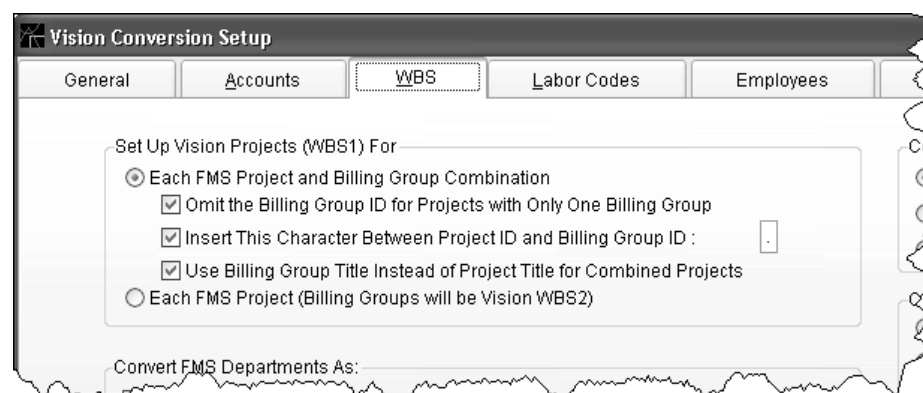 Vision Conversion Setup
General Accounts WBS Labor Codes Employees
Set Up Vision Projects (WBS1) For
Each FMS Project and Billing Group Combination
Omit the Billing Group ID for Projects with Only One Billing Group
Insert This Character Between Project ID and Billing Group ID : .
Use Billing Group Title Instead of Project Title for Combined Projects
Each FMS Project (Billing Groups will be Vision WBS2)
Convert FMS Departments As: